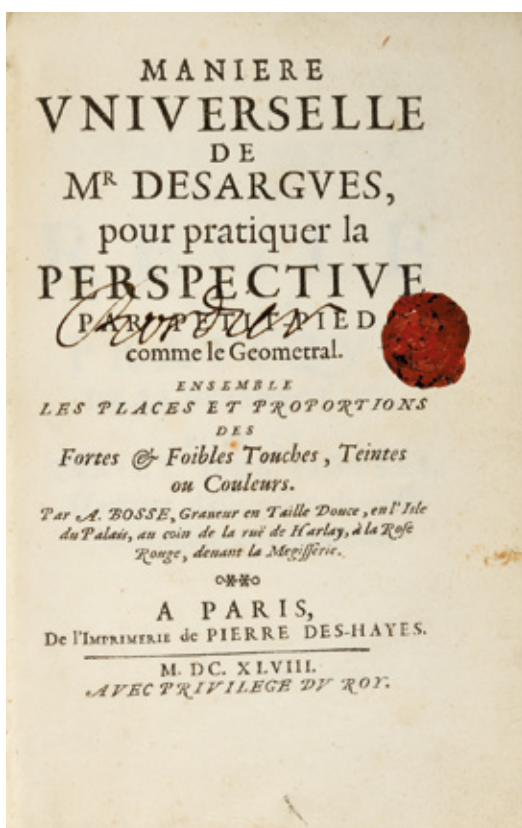 MANIERE
VNIVERSELLE
DE
MR DESARGVES,
pour pratiquer la
PERSPECTIVE
PAR PETIT PIED
comme le Geometral.
ENSEMBLE
LES PLACES ET PROPORTIONS
DES
Fortes & Foibles Touches, Teintes
ou Couleurs.
Par A. BOSSE, Graueur en Taille Douce, en l'Isle
du Palais, au coin de la ruë de Harlay, à la Rose
Rouge, deuant la Megisserie.
A PARIS,
De l'IMPRIMERIE de PIERRE DES-HAYES.
M. DC. XLVIII.
AVEC PRIVILEGE DV ROY.